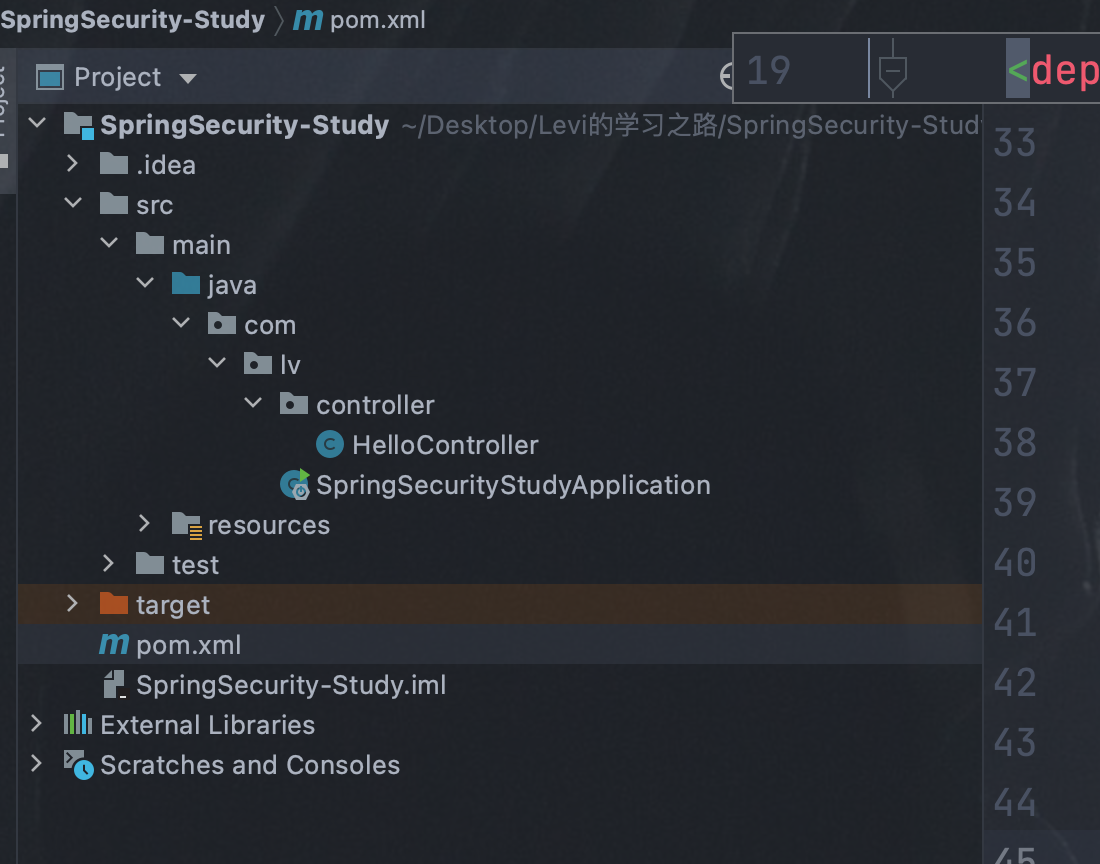 SpringSecurity-Study 〉 m pom.xml
Project
Project
19 <dep
SpringSecurity-Study ~/Desktop/Levi的学习之路/SpringSecurity-Stud
.idea
src
main
java
com
lv
controller
C HelloController
SpringSecurityStudyApplication
resources
test
target
m pom.xml
SpringSecurity-Study.iml
External Libraries
Scratches and Consoles
33
34
35
36
37
38
39
40
41
42
43
44
45